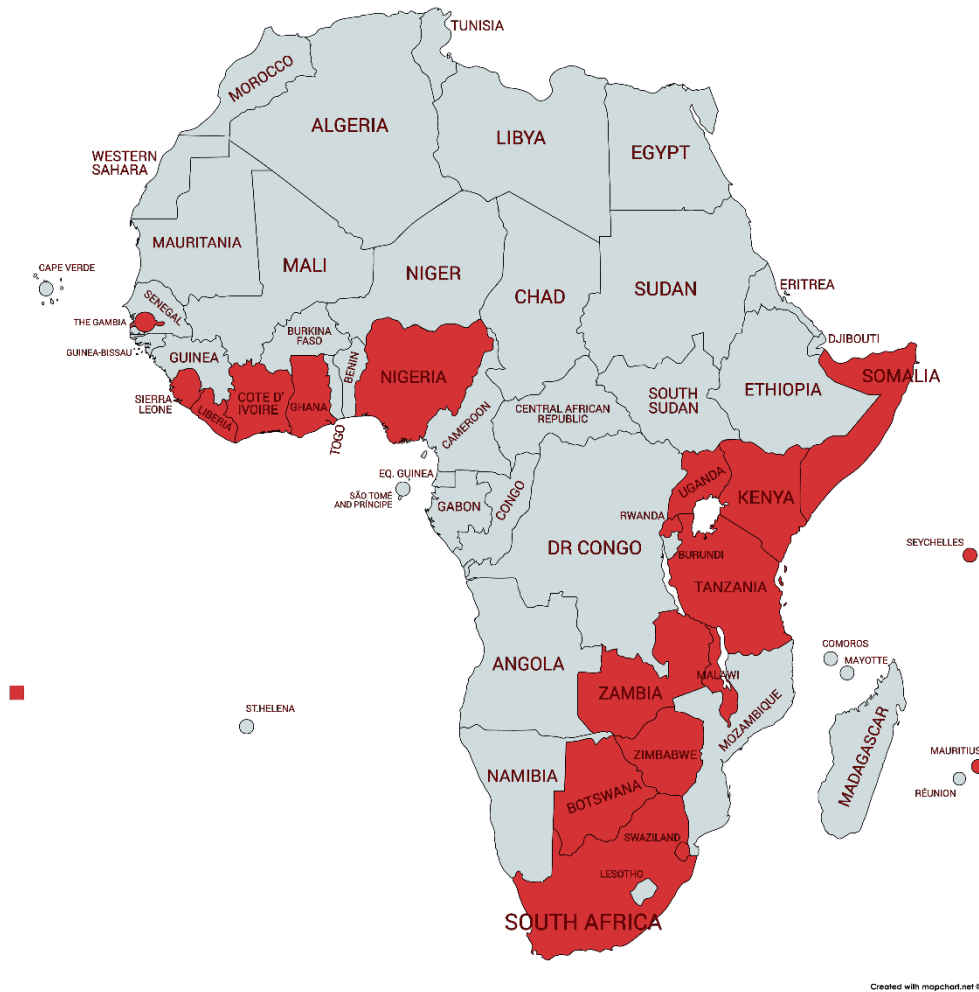 TUNISIA
MOROCCO
ALGERIA
LIBYA
EGYPT
WESTERN
SAHARA
MAURITANIA
MALI
NIGER
CHAD
SUDAN
ERITREA
CAPE VERDE
SENEGAL
THE GAMBIA
GUINEA-BISSAU
GUINEA
BURKINA
FASO
BENIN
NIGERIA
DJIBOUTI
SOMALIA
ETHIOPIA
SOUTH
SUDAN
CENTRAL AFRICAN
REPUBLIC
CAMEROON
SIERRA
LEONE
LIBERIA
COTE D'
IVOIRE
GHANA
TOGO
EQ. GUINEA
SÃO TOMÉ
AND PRÍNCIPE
GABON
CONGO
DR CONGO
UGANDA
KENYA
RWANDA
BURUNDI
TANZANIA
SEYCHELLES
COMOROS
MAYOTTE
ANGOLA
ZAMBIA
MALAWI
MOZAMBIQUE
MADAGASCAR
ST.HELENA
MAURITIUS
RÉUNION
NAMIBIA
ZIMBABWE
BOTSWANA
SWAZILAND
LESOTHO
SOUTH AFRICA
Created with mapchart.net ©